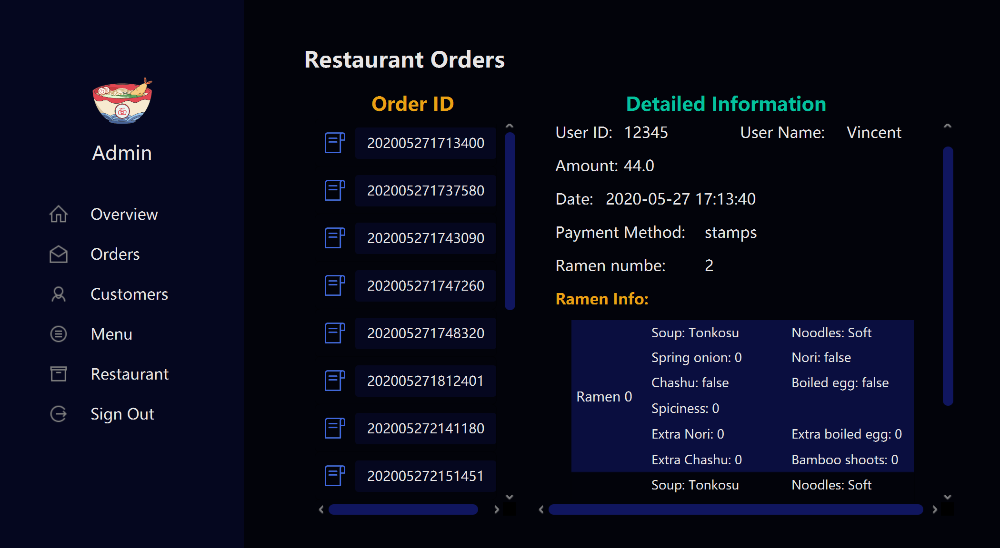 面
Admin
Overview
Orders
Customers
Menu
Restaurant
Sign Out
Restaurant Orders
Order ID
202005271713400
202005271737580
202005271743090
202005271747260
202005271748320
202005271812401
202005272141180
202005272151451
Detailed Information
User ID: 12345 User Name: Vincent
Amount: 44.0
Date: 2020-05-27 17:13:40
Payment Method: stamps
Ramen numbe: 2
Ramen Info:
Ramen 0
Soup: Tonkosu Noodles: Soft
Spring onion: 0 Nori: false
Chashu: false Boiled egg: false
Spiciness: 0
Extra Nori: 0 Extra boiled egg: 0
Extra Chashu: 0 Bamboo shoots: 0
Soup: Tonkosu Noodles: Soft